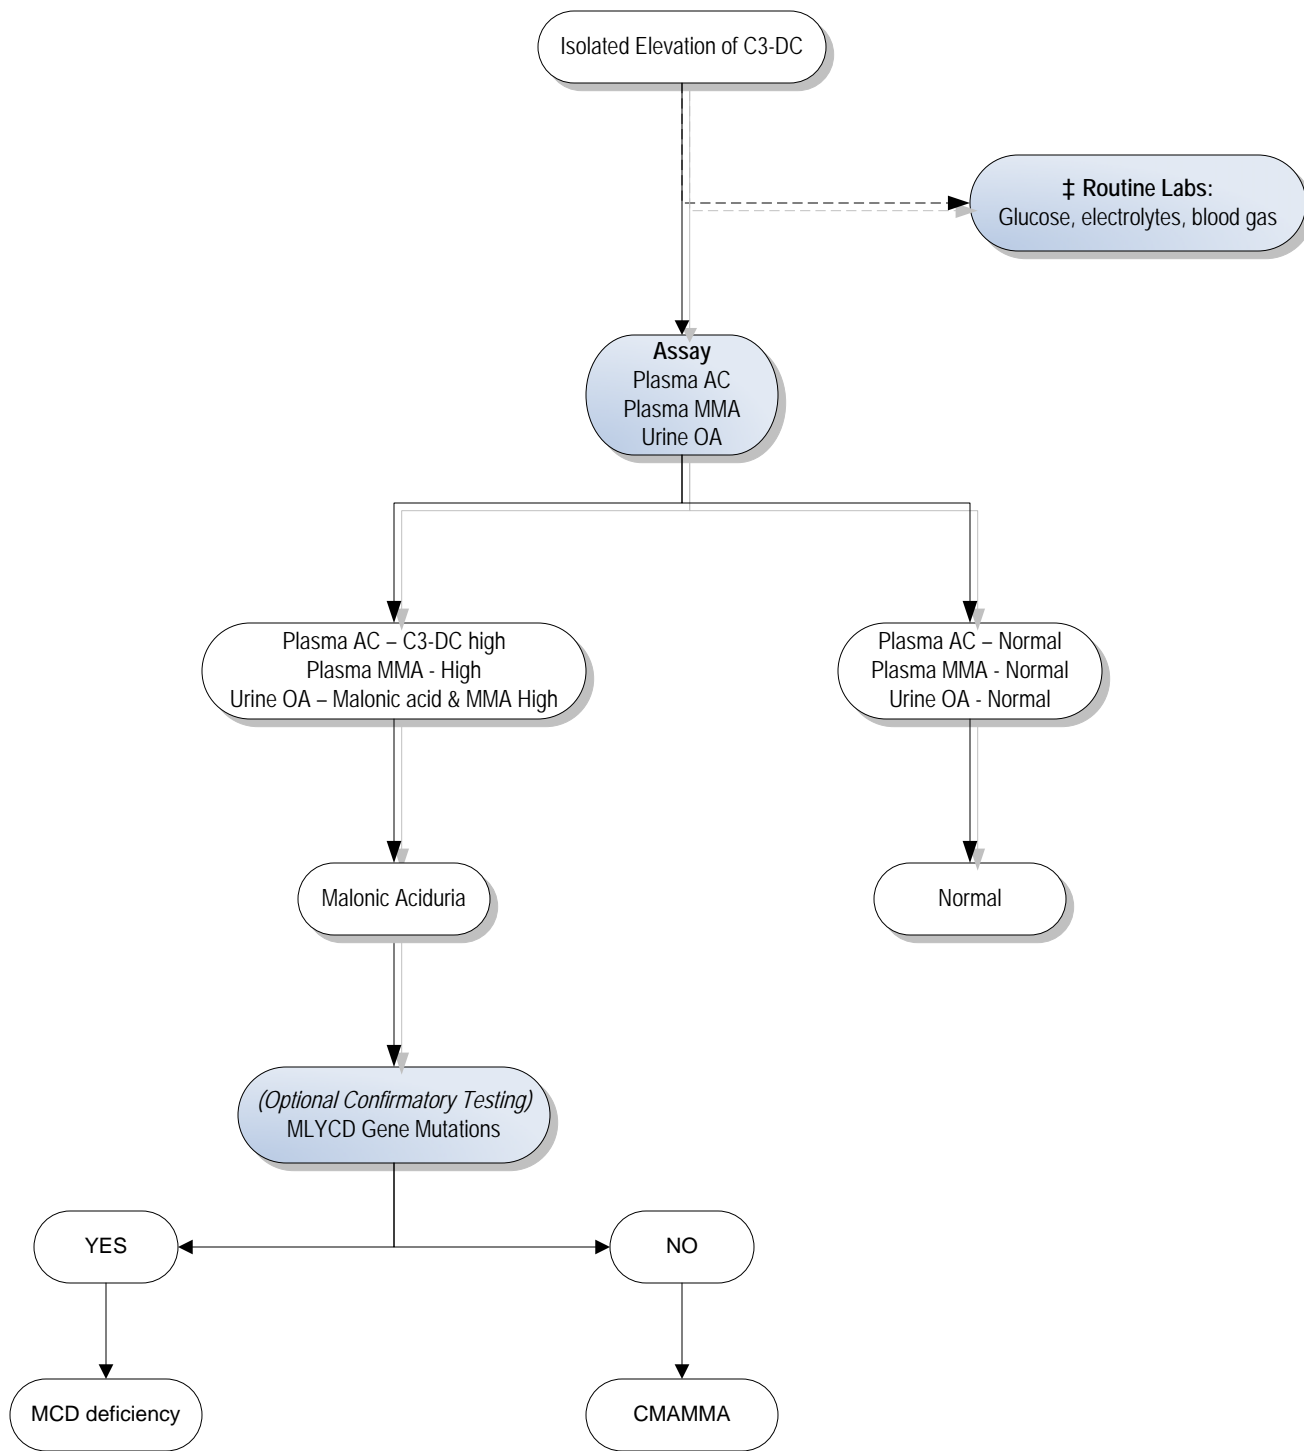 Isolated Elevation of C3-DC
‡ Routine Labs:
Glucose, electrolytes, blood gas
Assay
Plasma AC
Plasma MMA
Urine OA
Plasma AC – C3-DC high
Plasma MMA - High
Urine OA – Malonic acid & MMA High
Plasma AC – Normal
Plasma MMA - Normal
Urine OA - Normal
Malonic Aciduria
Normal
(Optional Confirmatory Testing)
MLYCD Gene Mutations
YES
NO
MCD deficiency
CMAMMA